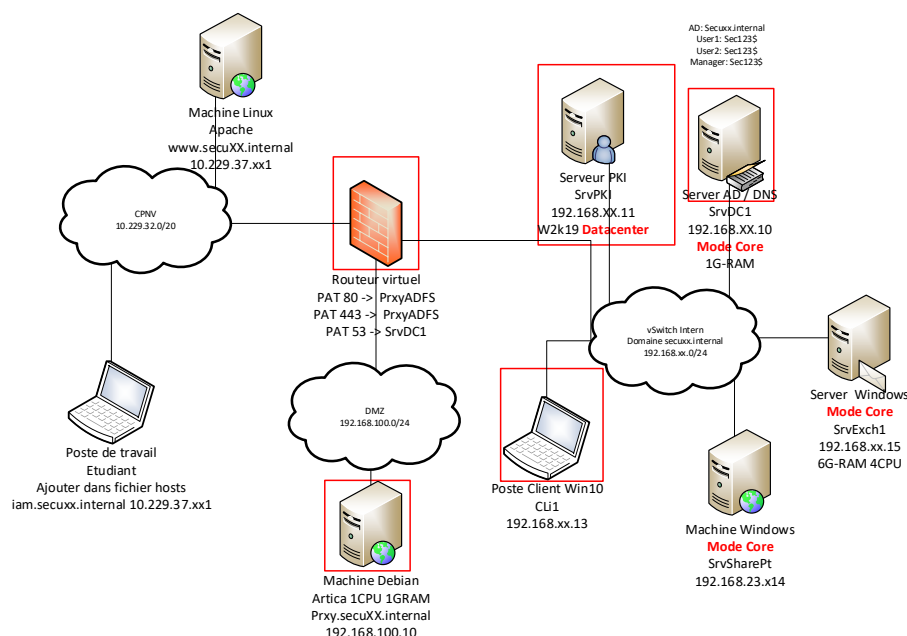 AD: Secuxx.internal
User1: Sec123$
User2: Sec123$
Manager: Sec123$
Machine Linux
Apache
www.secuXX.internal
10.229.37.xx1
Serveur PKI
SrvPKI
192.168.XX.11
W2k19 Datacenter
Server AD / DNS
SrvDC1
192.168.XX.10
Mode Core
1G-RAM
CPNV
10.229.32.0/20
Routeur virtuel
PAT 80 -> PrxyADFS
PAT 443 -> PrxyADFS
PAT 53 -> SrvDC1
vSwitch Intern
Domaine secuxx.internal
192.168.xx.0/24
Server Windows
Mode Core
SrvExch1
192.168.xx.15
6G-RAM 4CPU
DMZ
192.168.100.0/24
Poste de travail
Etudiant
Ajouter dans fichier hosts
iam.secuxx.internal 10.229.37.xx1
Poste Client Win10
CLi1
192.168.xx.13
Machine Windows
Mode Core
SrvSharePt
192.168.23.x14
Machine Debian
Artica 1CPU 1GRAM
Prxy.secuXX.internal
192.168.100.10